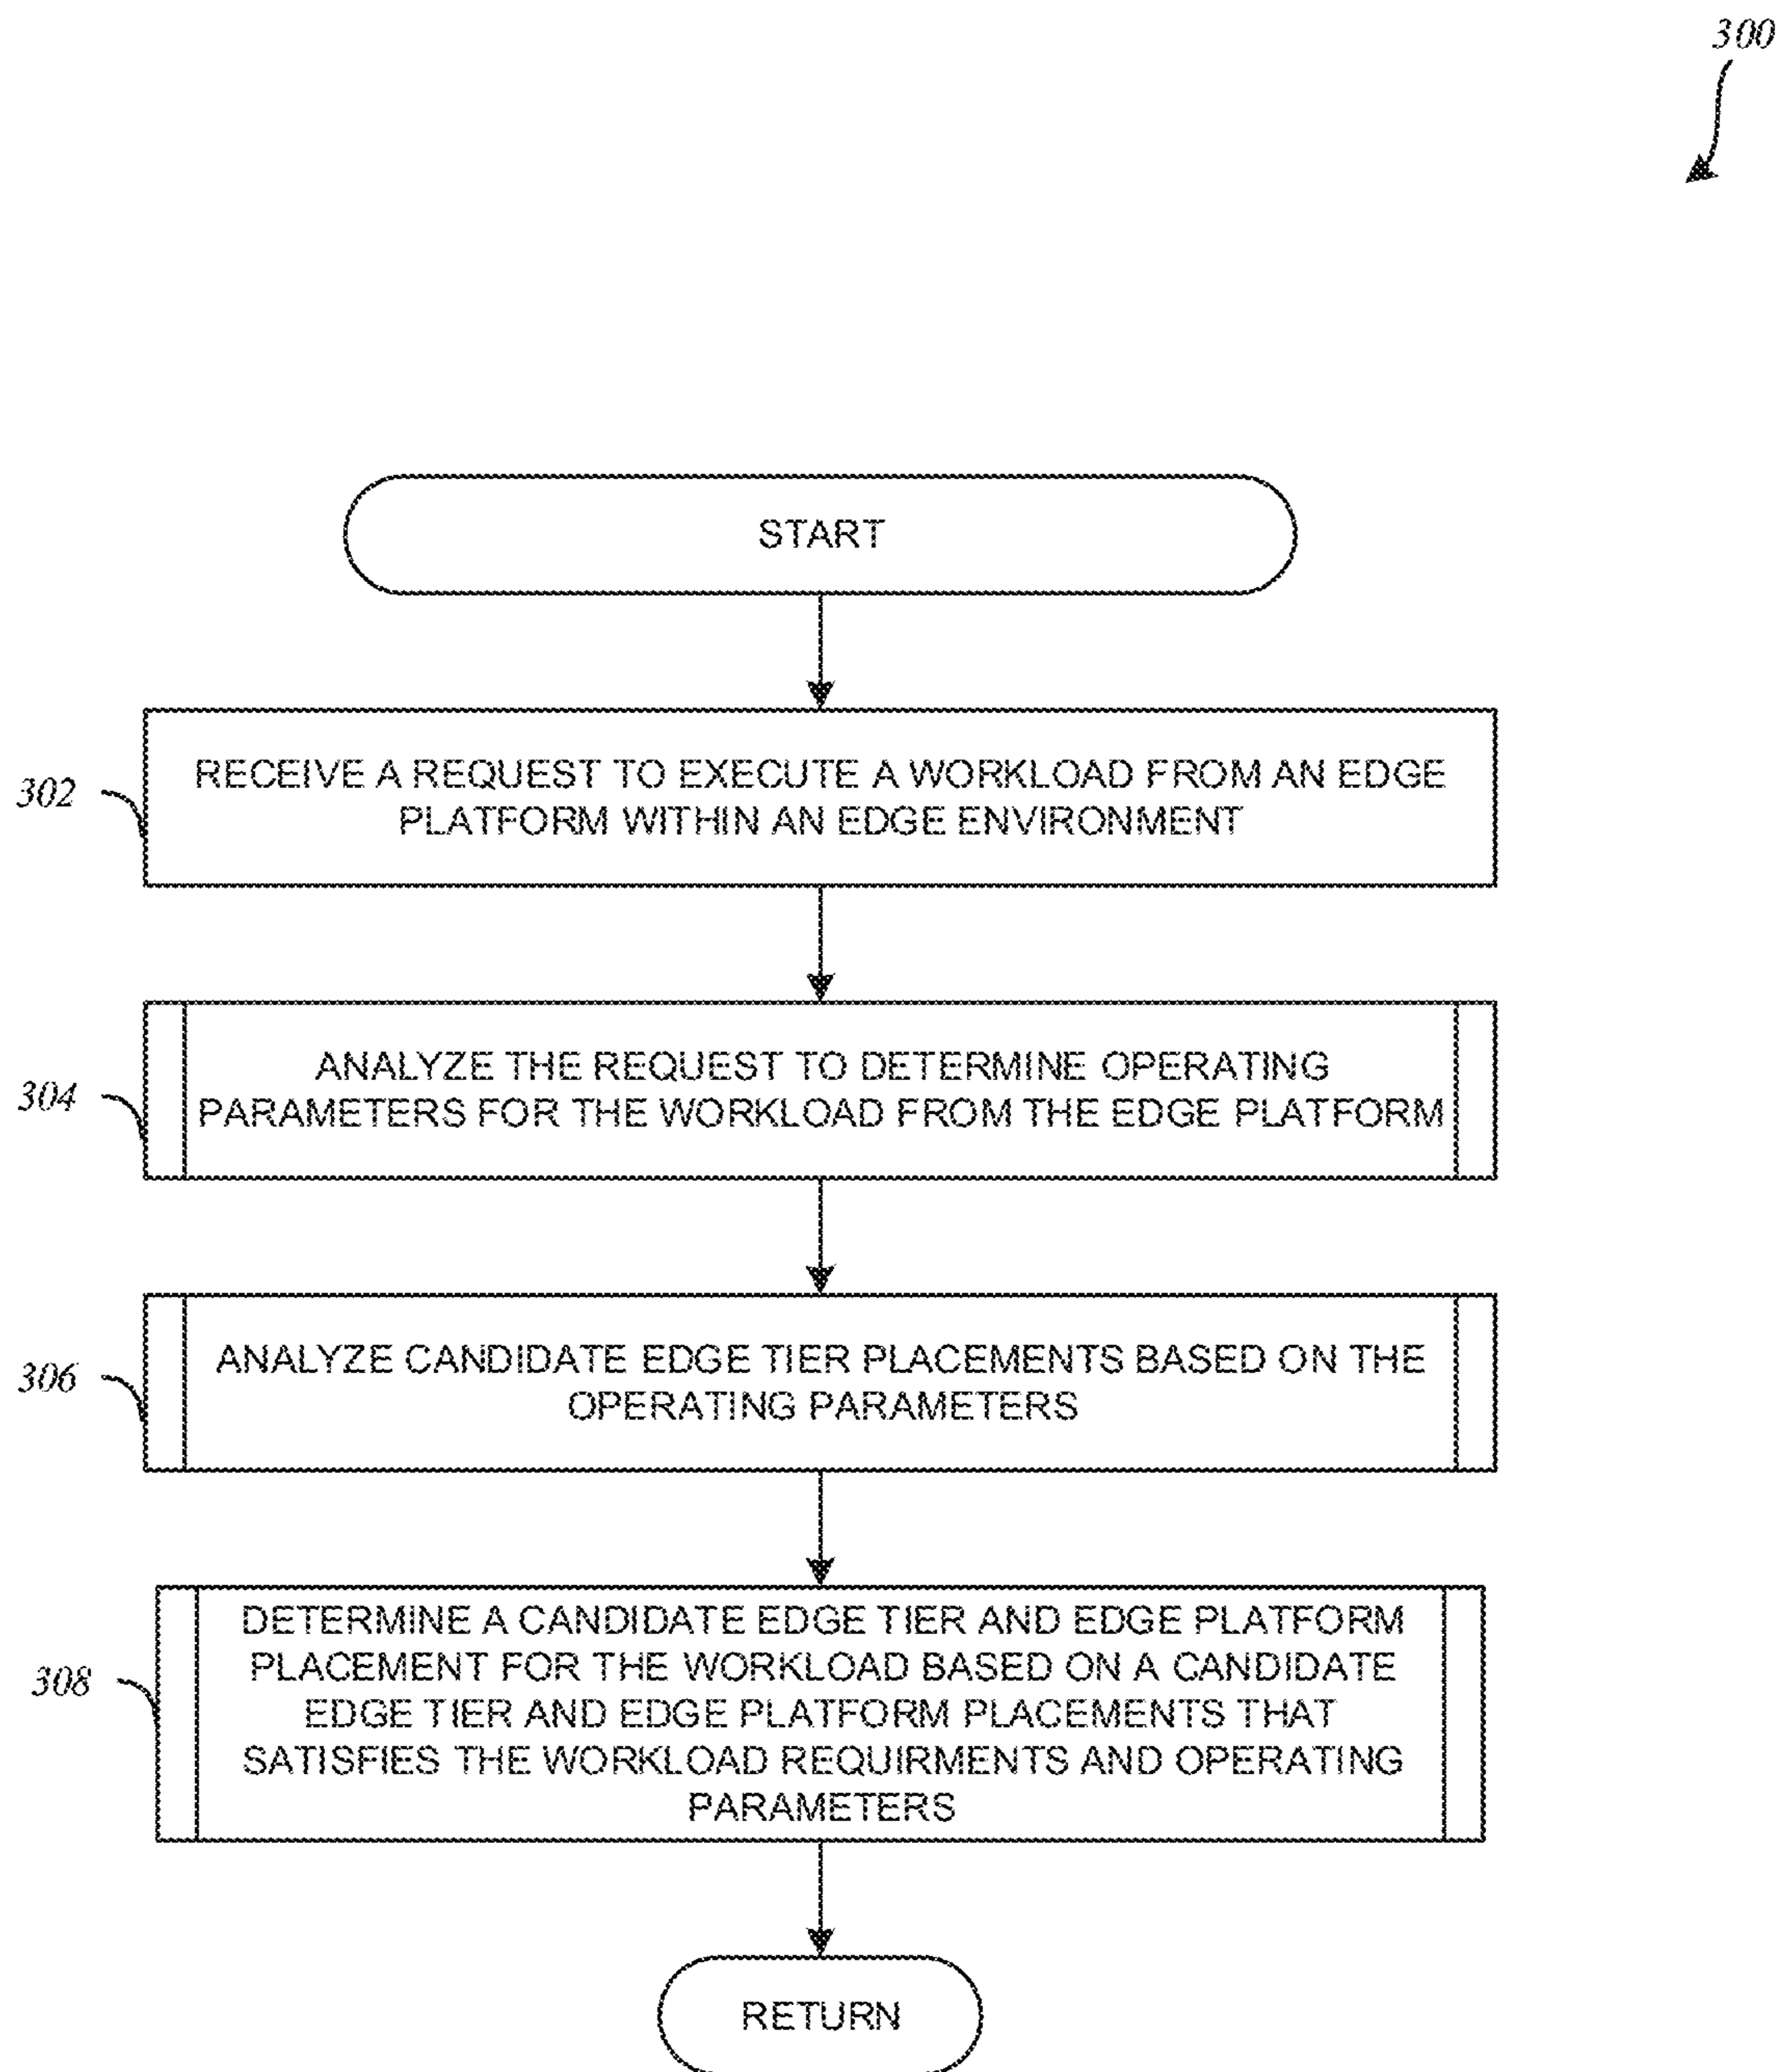 300
START
302
RECEIVE A REQUEST TO EXECUTE A WORKLOAD FROM AN EDGE
PLATFORM WITHIN AN EDGE ENVIRONMENT
304
ANALYZE THE REQUEST TO DETERMINE OPERATING
PARAMETERS FOR THE WORKLOAD FROM THE EDGE PLATFORM
306
ANALYZE CANDIDATE EDGE TIER PLACEMENTS BASED ON THE
OPERATING PARAMETERS
308
DETERMINE A CANDIDATE EDGE TIER AND EDGE PLATFORM
PLACEMENT FOR THE WORKLOAD BASED ON A CANDIDATE
EDGE TIER AND EDGE PLATFORM PLACEMENTS THAT
SATISFIES THE WORKLOAD REQUIRMENTS AND OPERATING
PARAMETERS
RETURN